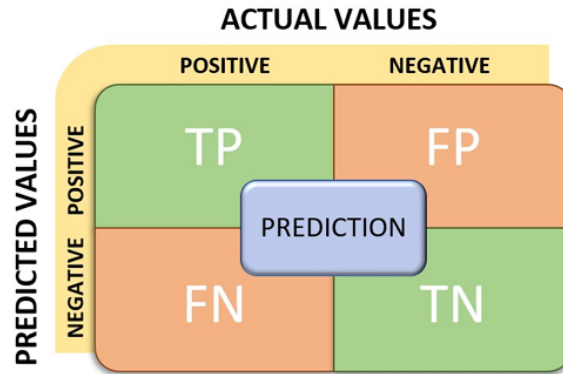 ACTUAL VALUES
POSITIVE NEGATIVE
PREDICTED VALUES
POSITIVE
NEGATIVE
TP FP
PREDICTION
FN TN